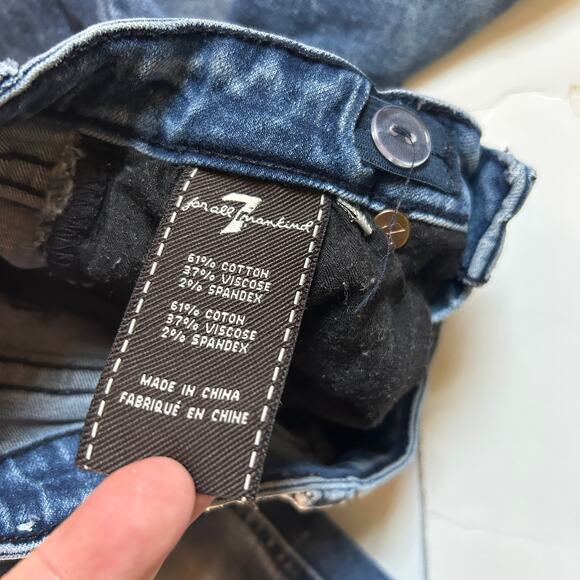 for all 7 mankind
61% COTTON
37% VISCOSE
2% SPANDEX
61% COTON
37% VISCOSE
2% SPANDEX
MADE IN CHINA
FABRIQUÉ EN CHINE